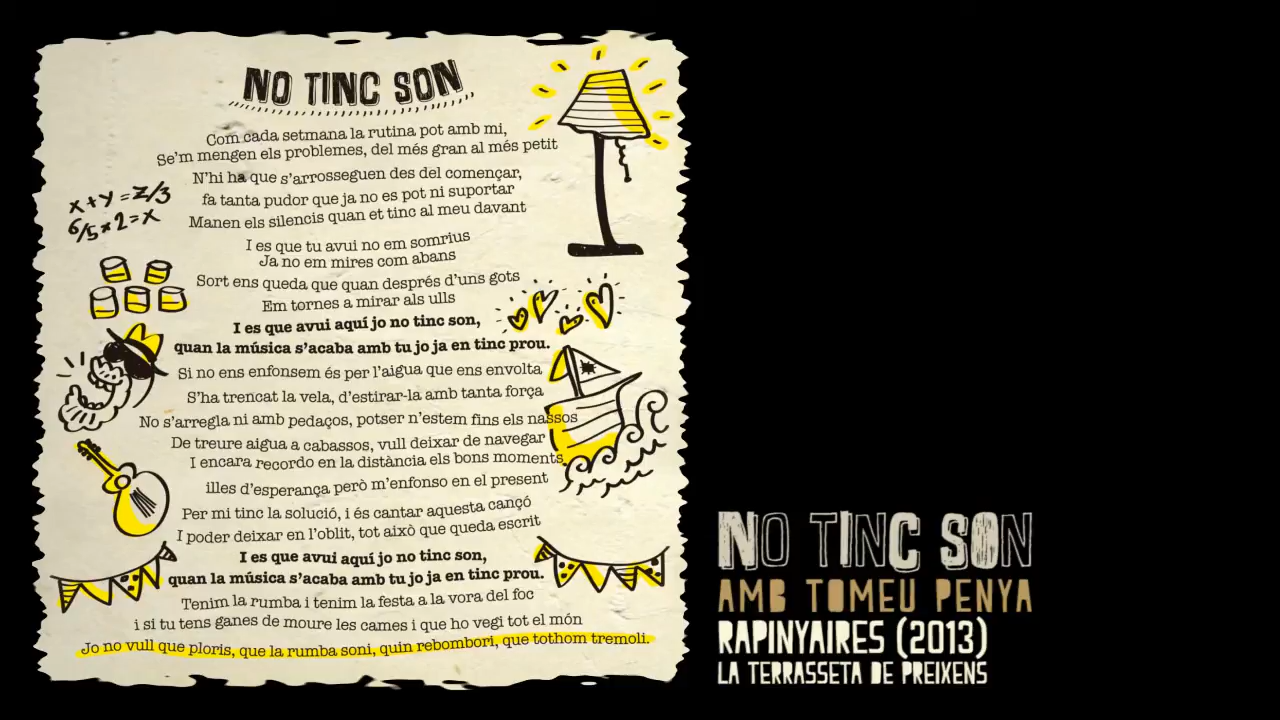 NO TINC SON
Com cada setmana la rutina pot amb mi,
Se'm mengen els problemes, del més gran al més petit
N'hi ha que s'arrosseguen des del començar,
fa tanta pudor que ja no es pot ni suportar
Manen els silencis quan et tinc al meu davant
I es que tu avui no em somrius
Ja no em mires com abans
Sort ens queda que quan després d'uns gots
Em tornes a mirar als ulls
I es que avui aquí jo no tinc son,
quan la música s'acaba amb tu jo ja en tinc prou.
Si no ens enfonsem és per l'aigua que ens envolta
S'ha trencat la vela, d'estirar-la amb tanta força
No s'arregla ni amb pedaços, potser n'estem fins els nassos
De treure aigua a cabassos, vull deixar de navegar
I encara recordo en la distància els bons moments
illes d'esperança però m'enfonso en el present
Per mi tinc la solució, i és cantar aquesta cançó
I poder deixar en l'oblit, tot això que queda escrit
I es que avui aquí jo no tinc son,
quan la música s'acaba amb tu jo ja en tinc prou.
Tenim la rumba i tenim la festa a la vora del foc
i si tu tens ganes de moure les cames i que ho vegi tot el món
Jo no vull que ploris, que la rumba soni, quin rebombori, que tothom tremoli.
x+y=z/3
6/5*2=x
NO TINC SON
AMB TOMEU PENYA
RAPINYAIRES (2013)
LA TERRASSETA DE PREIXENS